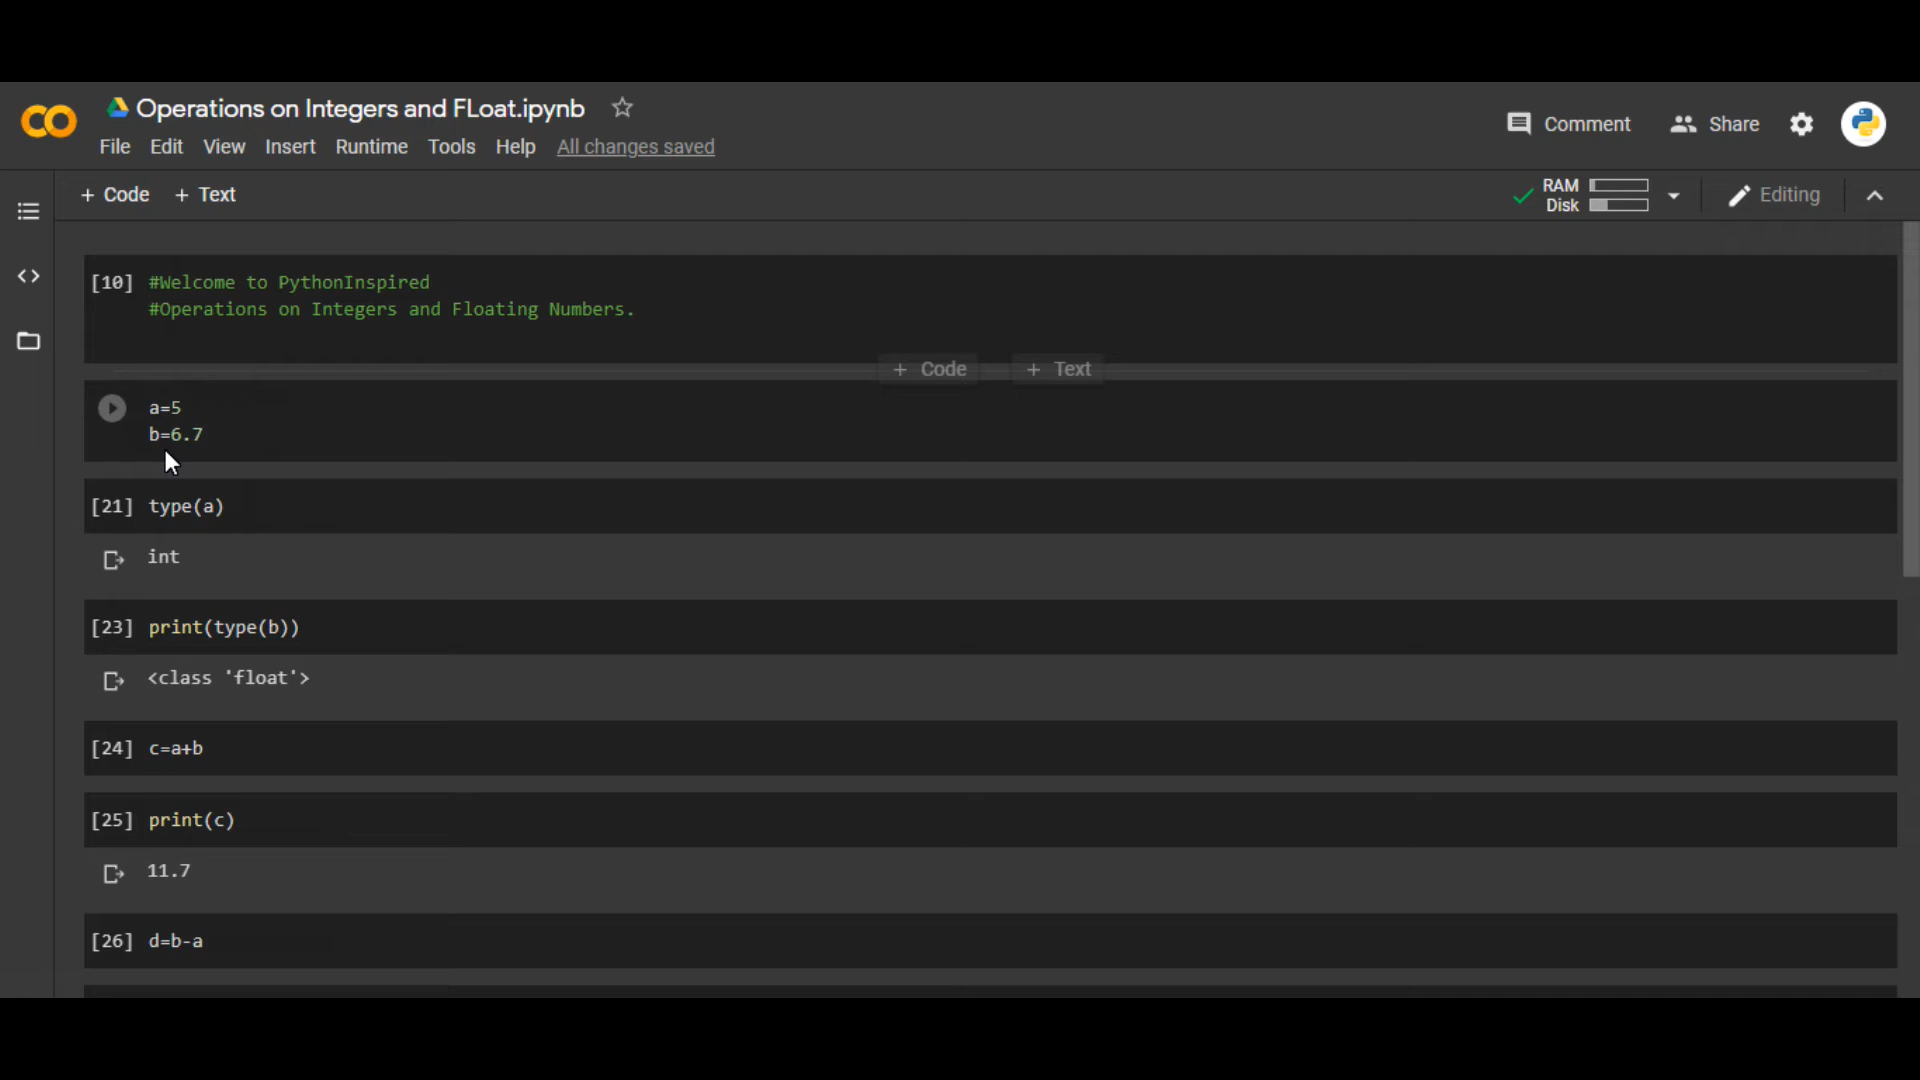 Operations on Integers and FLoat.ipynb
Comment
Share
File Edit View Insert Runtime Tools Help All changes saved
+ Code + Text
RAM
Disk
Editing
[10] #Welcome to PythonInspired
#Operations on Integers and Floating Numbers.
+ Code + Text
a=5
b=6.7
[21] type(a)
int
[23] print(type(b))
<class 'float'>
[24] c=a+b
[25] print(c)
11.7
[26] d=b-a